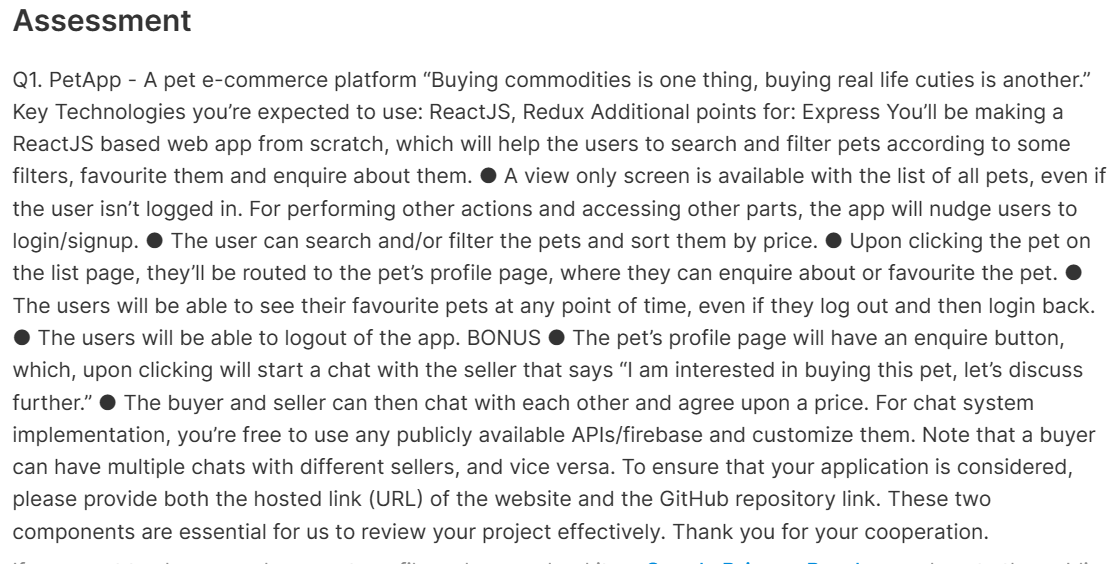 Assessment
Q1. PetApp - A pet e-commerce platform “Buying commodities is one thing, buying real life cuties is another.”
Key Technologies you’re expected to use: ReactJS, Redux Additional points for: Express You’ll be making a
ReactJS based web app from scratch, which will help the users to search and filter pets according to some
filters, favourite them and enquire about them. ● A view only screen is available with the list of all pets, even if
the user isn’t logged in. For performing other actions and accessing other parts, the app will nudge users to
login/signup. ● The user can search and/or filter the pets and sort them by price. ● Upon clicking the pet on
the list page, they’ll be routed to the pet’s profile page, where they can enquire about or favourite the pet. ●
The users will be able to see their favourite pets at any point of time, even if they log out and then login back.
● The users will be able to logout of the app. BONUS ● The pet’s profile page will have an enquire button,
which, upon clicking will start a chat with the seller that says “I am interested in buying this pet, let’s discuss
further.” ● The buyer and seller can then chat with each other and agree upon a price. For chat system
implementation, you’re free to use any publicly available APIs/firebase and customize them. Note that a buyer
can have multiple chats with different sellers, and vice versa. To ensure that your application is considered,
please provide both the hosted link (URL) of the website and the GitHub repository link. These two
components are essential for us to review your project effectively. Thank you for your cooperation.